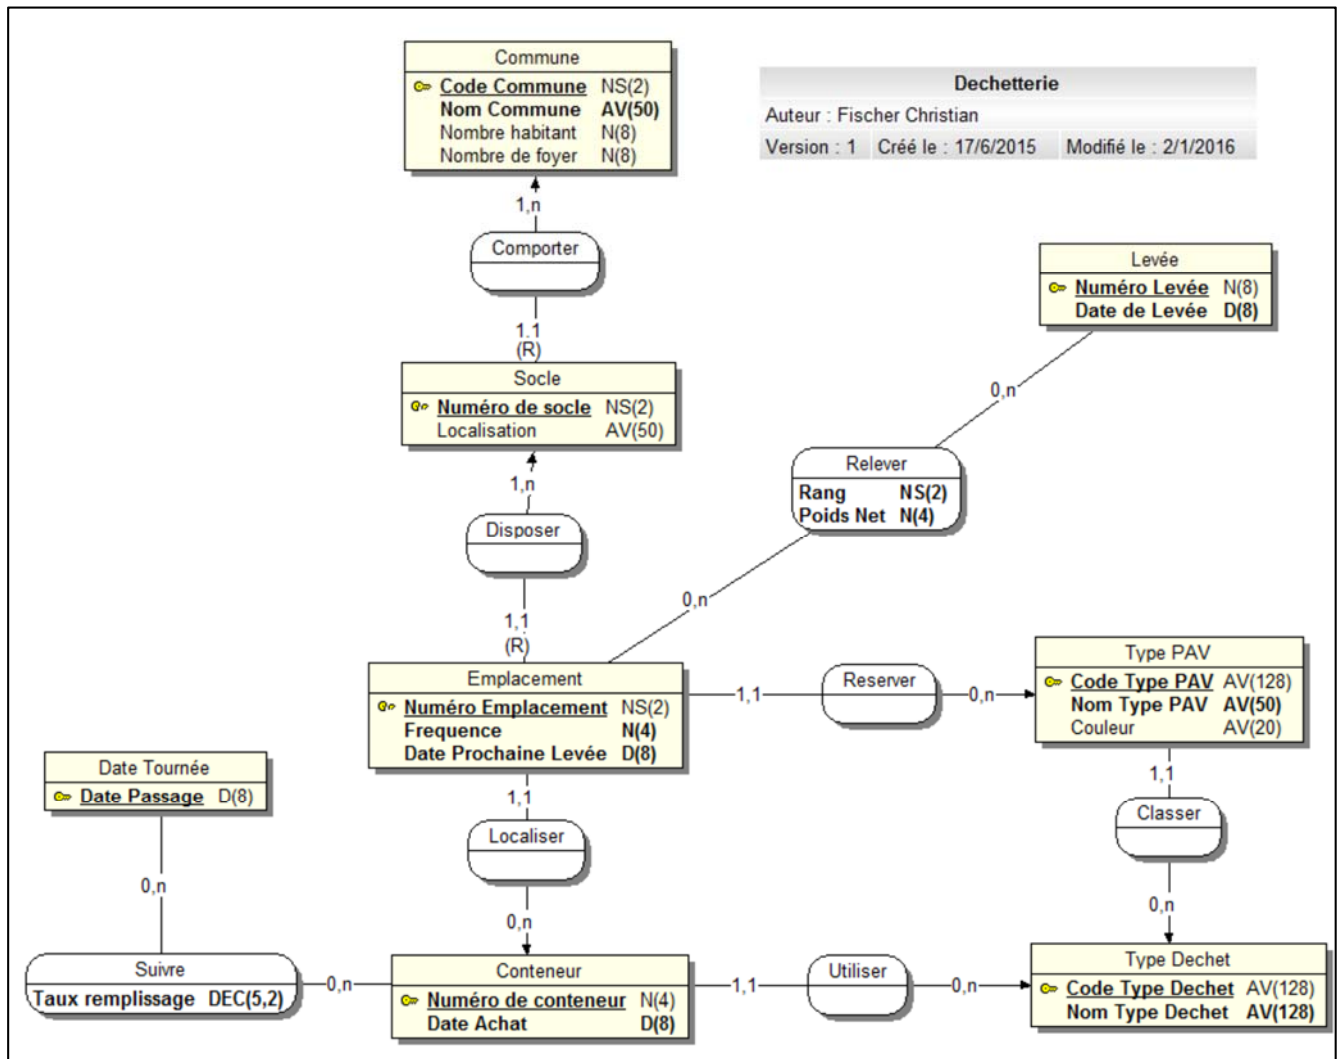 Commune
Code Commune NS(2)
Nom Commune AV(50)
Nombre habitant N(8)
Nombre de foyer N(8)
Dechetterie
Auteur : Fischer Christian
Version : 1 Créé le : 17/6/2015 Modifié le : 2/1/2016
1,n
Comporter
1,1
(R)
Levée
Numéro Levée N(8)
Date de Levée D(8)
Socle
Numéro de socle NS(2)
Localisation AV(50)
0,n
Relever
Rang NS(2)
Poids Net N(4)
1,n
Disposer
1,1
(R)
0,n
Emplacement
Numéro Emplacement NS(2)
Frequence N(4)
Date Prochaine Levée D(8)
1,1
Reserver
0,n
Type PAV
Code Type PAV AV(128)
Nom Type PAV AV(50)
Couleur AV(20)
Date Tournée
Date Passage D(8)
1,1
Localiser
0,n
1,1
Classer
0,n
0,n
Suivre
Taux remplissage DEC(5,2)
0,n
Conteneur
Numéro de conteneur N(4)
Date Achat D(8)
1,1
Utiliser
0,n
Type Dechet
Code Type Dechet AV(128)
Nom Type Dechet AV(128)